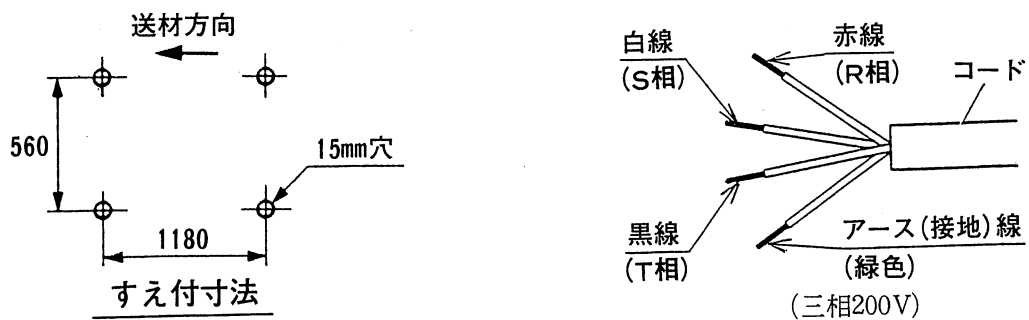 送材方向
560
15mm穴
1180
すえ付寸法
白線
(S相)
赤線
(R相)
コード
黒線
(T相)
アース(接地)線
(緑色)
(三相200V)